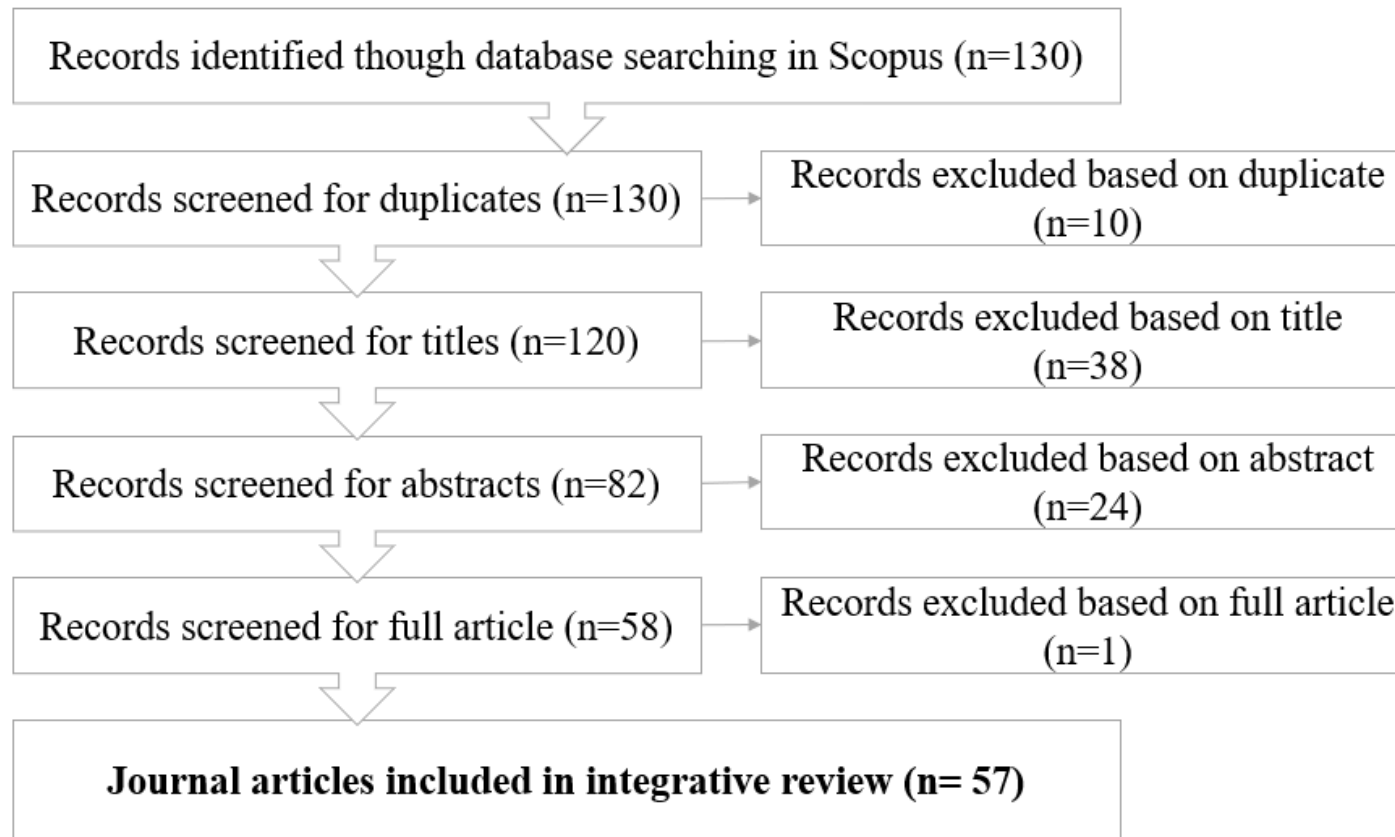 Records identified though database searching in Scopus (n=130)
Records screened for duplicates (n=130)
Records excluded based on duplicate
(n=10)
Records screened for titles (n=120)
Records excluded based on title
(n=38)
Records screened for abstracts (n=82)
Records excluded based on abstract
(n=24)
Records screened for full article (n=58)
Records excluded based on full article
(n=1)
Journal articles included in integrative review (n= 57)